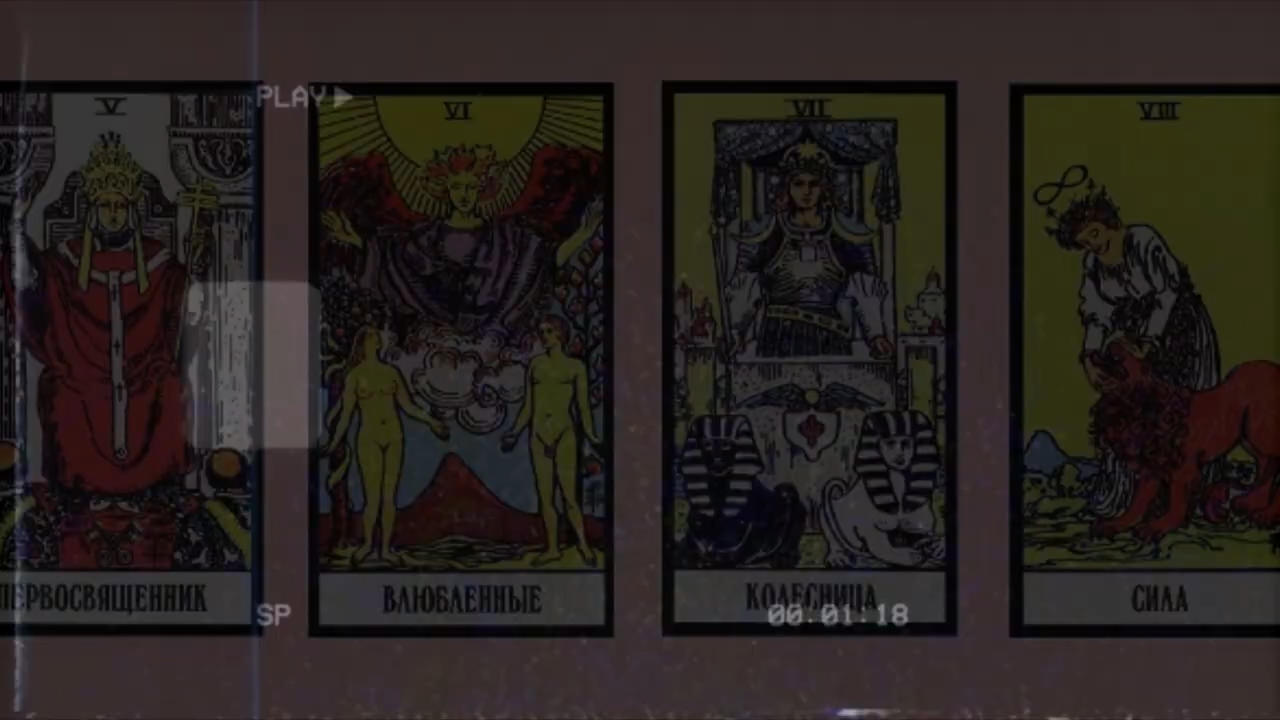 PLAY
V
VI
VII
VIII
ПЕРВОСВЯЩЕННИК
ВЛЮБЛЕННЫЕ
КОЛЕСНИЦА
СИЛА
SP
00:01:18